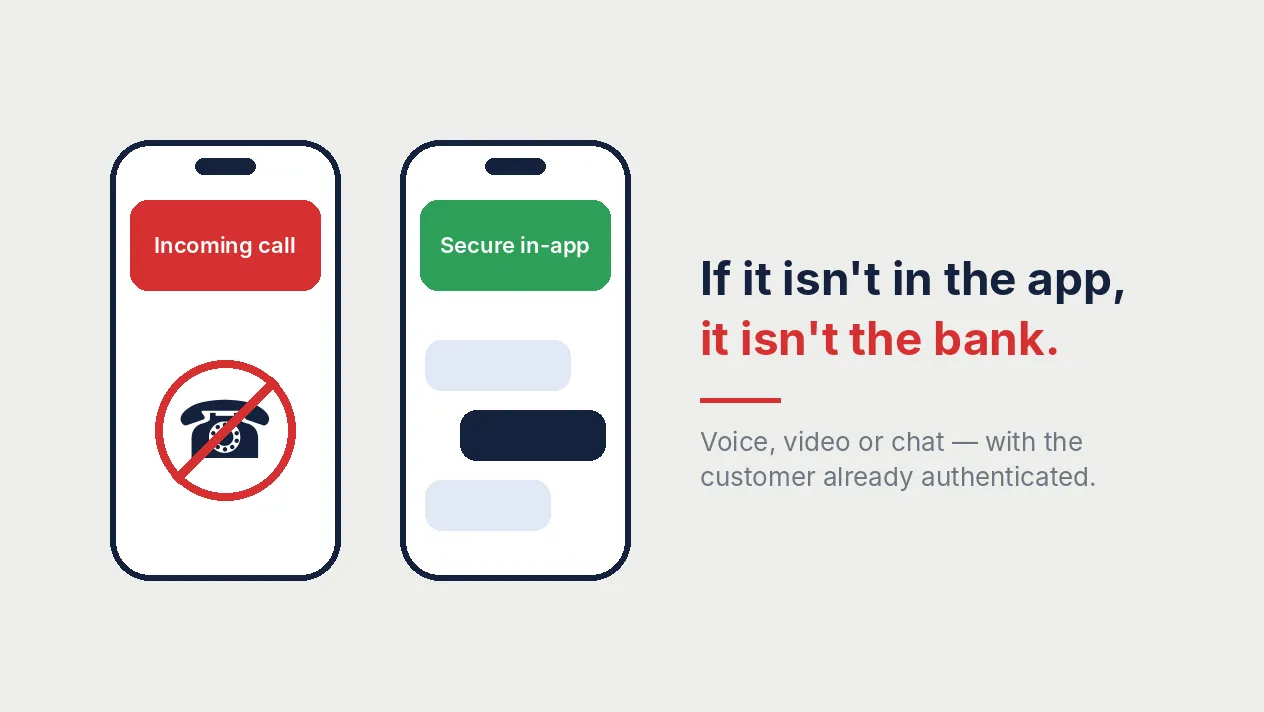 Incoming call
Secure in-app
If it isn't in the app,
it isn't the bank.
Voice, video or chat — with the
customer already authenticated.